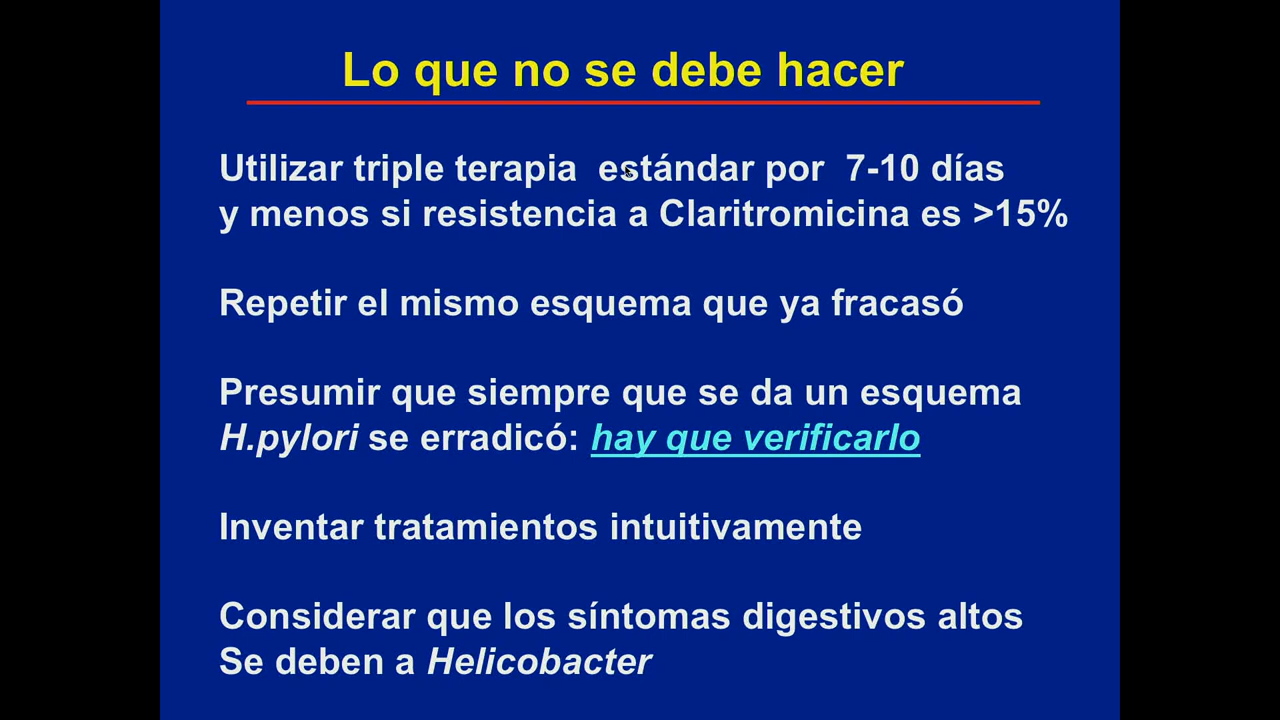 Lo que no se debe hacer
Utilizar triple terapia estándar por 7-10 días
y menos si resistencia a Claritromicina es >15%
Repetir el mismo esquema que ya fracasó
Presumir que siempre que se da un esquema
H.pylori se erradicó: hay que verificarlo
Inventar tratamientos intuitivamente
Considerar que los síntomas digestivos altos
Se deben a Helicobacter